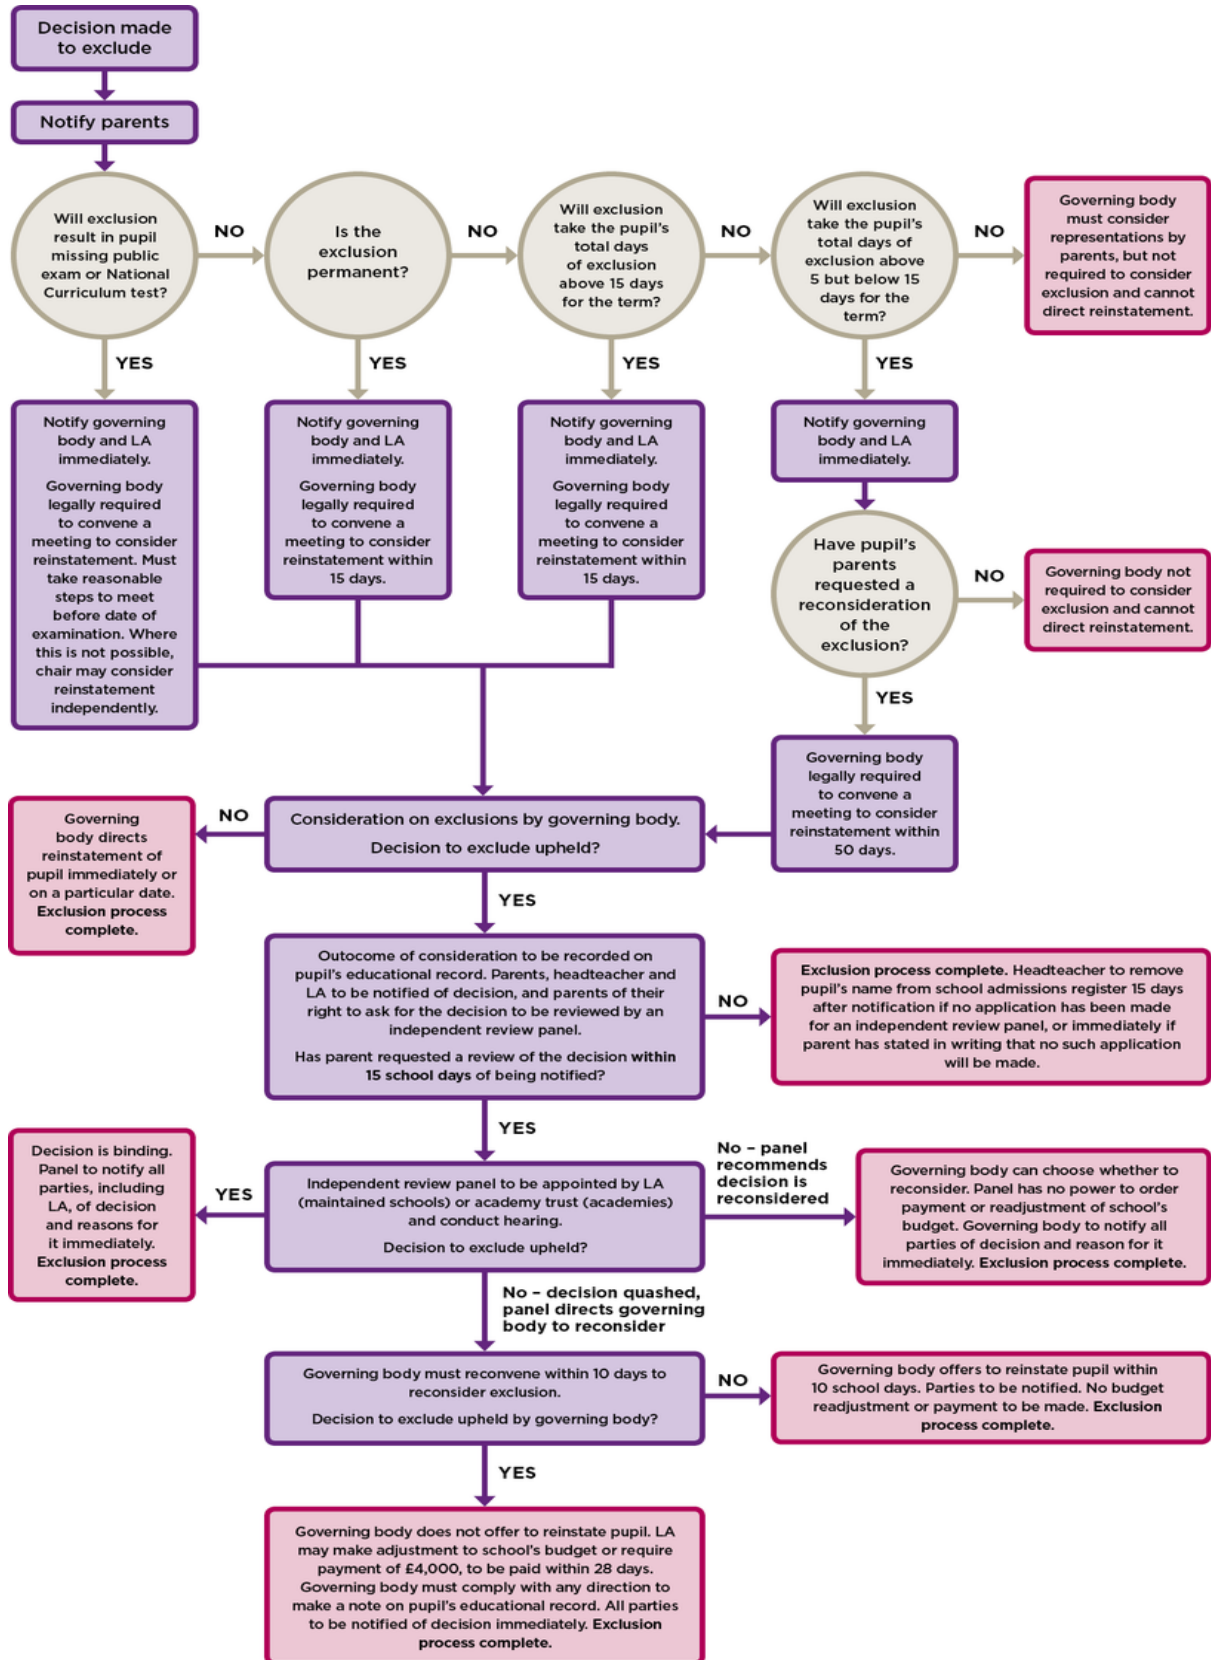 Decision made
to exclude
Notify parents
Will exclusion
result in pupil
missing public
exam or National
Curriculum test?
NO
Is the
exclusion
permanent?
NO
Will exclusion
take the pupil's
total days
of exclusion
above 15 days
for the term?
NO
Will exclusion
take the pupil's
total days of
exclusion above
5 but below 15
days for the
term?
NO
Governing body
must consider
representations by
parents, but not
required to consider
exclusion and cannot
direct reinstatement.
YES
YES
YES
YES
Notify governing
body and LA
immediately.
Governing body
legally required
to convene a
meeting to consider
reinstatement. Must
take reasonable
steps to meet
before date of
examination. Where
this is not possible,
chair may consider
reinstatement
independently.
Notify governing
body and LA
immediately.
Governing body
legally required
to convene a
meeting to consider
reinstatement within
15 days.
Notify governing
body and LA
immediately.
Governing body
legally required
to convene a
meeting to consider
reinstatement within
15 days.
Notify governing
body and LA
immediately.
Have pupil's
parents
requested a
reconsideration
of the
exclusion?
NO
Governing body not
required to consider
exclusion and cannot
direct reinstatement.
YES
Governing body
legally required
to convene a
meeting to consider
reinstatement within
50 days.
Consideration on exclusions by governing body.
Decision to exclude upheld?
NO
Governing
body directs
reinstatement of
pupil immediately or
on a particular date.
Exclusion process
complete.
YES
Outocome of consideration to be recorded on
pupil's educational record. Parents, headteacher and
LA to be notified of decision, and parents of their
right to ask for the decision to be reviewed by an
independent review panel.
Has parent requested a review of the decision within
15 school days of being notified?
NO
Exclusion process complete. Headteacher to remove
pupil's name from school admissions register 15 days
after notification if no application has been made
for an independent review panel, or immediately if
parent has stated in writing that no such application
will be made.
YES
Independent review panel to be appointed by LA
(maintained schools) or academy trust (academies)
and conduct hearing.
Decision to exclude upheld?
YES
Decision is binding.
Panel to notify all
parties, including
LA, of decision
and reasons for
it immediately.
Exclusion process
complete.
No – panel
recommends
decision is
reconsidered
Governing body can choose whether to
reconsider. Panel has no power to order
payment or readjustment of school's
budget. Governing body to notify all
parties of decision and reason for it
immediately. Exclusion process complete.
No – decision quashed,
panel directs governing
body to reconsider
Governing body must reconvene within 10 days to
reconsider exclusion.
Decision to exclude upheld by governing body?
NO
Governing body offers to reinstate pupil within
10 school days. Parties to be notified. No budget
readjustment or payment to be made. Exclusion
process complete.
YES
Governing body does not offer to reinstate pupil. LA
may make adjustment to school's budget or require
payment of £4,000, to be paid within 28 days.
Governing body must comply with any direction to
make a note on pupil's educational record. All parties
to be notified of decision immediately. Exclusion
process complete.